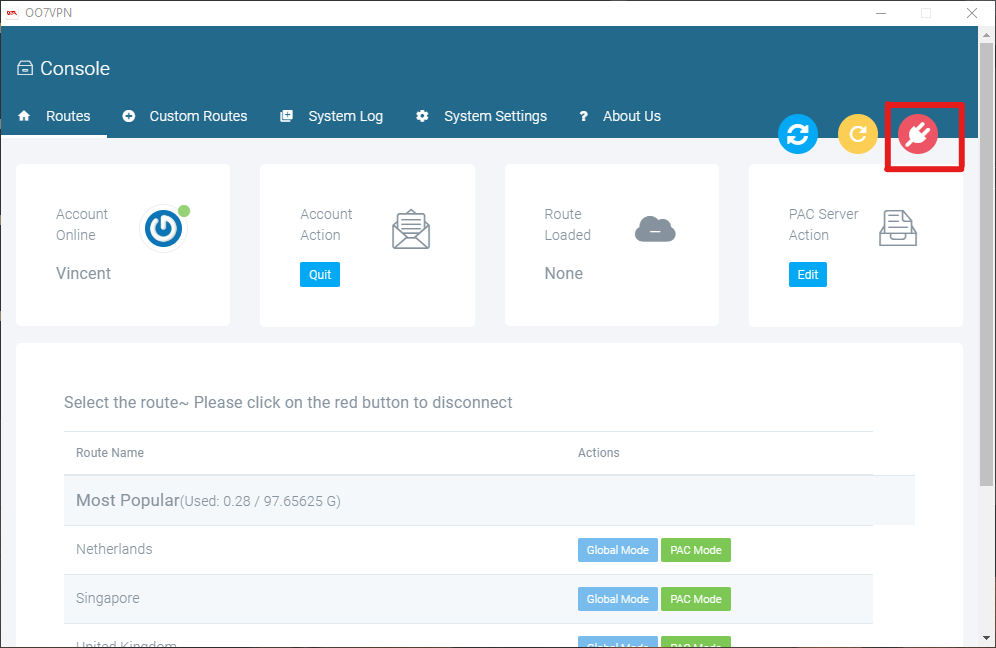 OO7VPN
Console
Routes Custom Routes System Log System Settings ? About Us
Account
Online
Vincent
Account
Action
Quit
Route
Loaded
None
PAC Server
Action
Edit
Select the route~ Please click on the red button to disconnect
Route Name Actions
Most Popular(Used: 0.28 / 97.65625 G)
Netherlands Global Mode PAC Mode
Singapore Global Mode PAC Mode
United Kingdom Global Mode PAC Mode